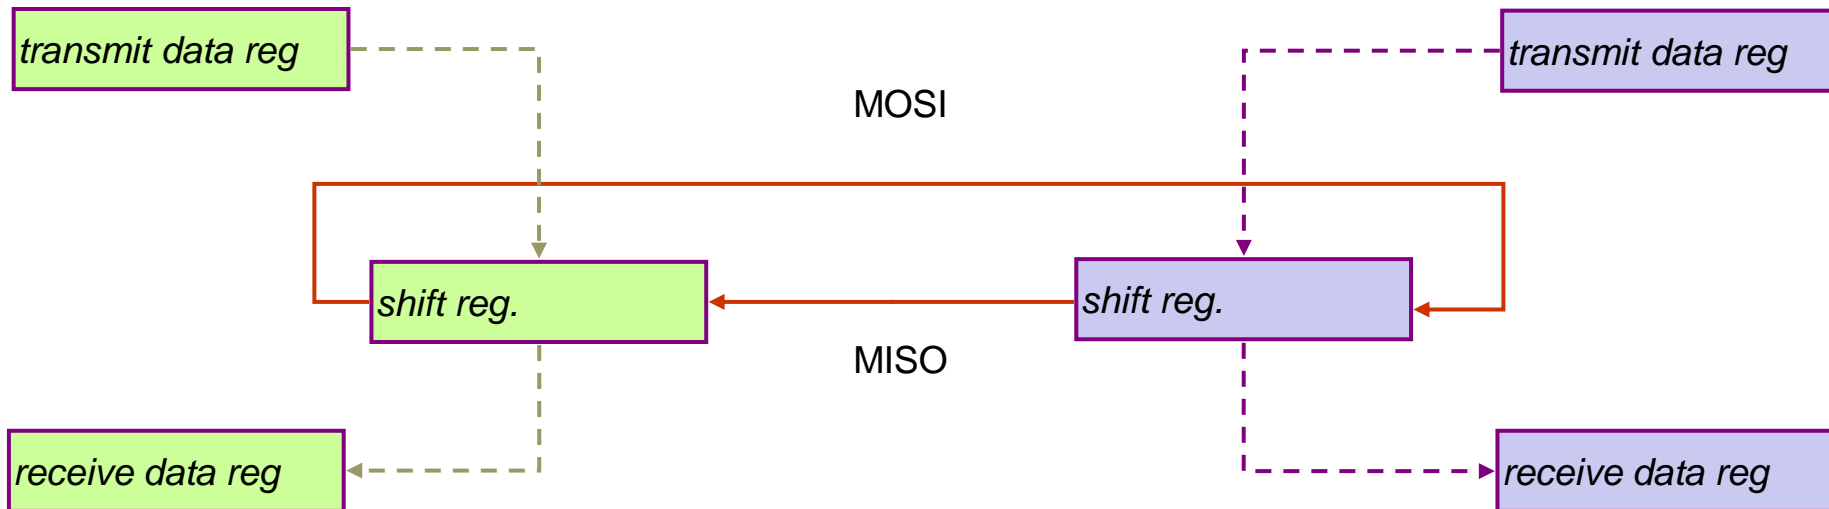 transmit data reg
transmit data reg
MOSI
shift reg.
shift reg.
MISO
receive data reg
receive data reg